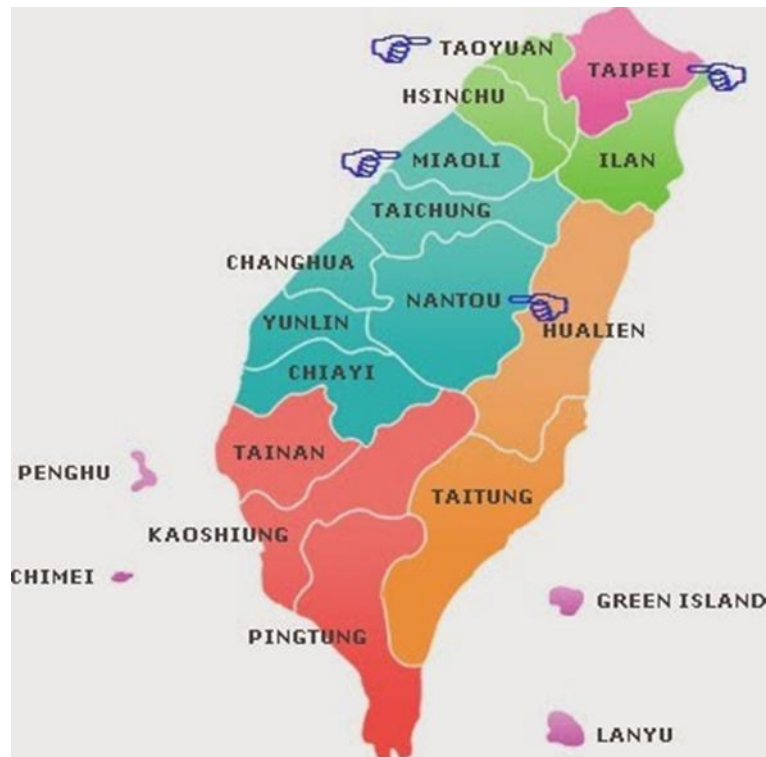 TAOYUAN
TAIPEI
HSINCHU
MIAOLI
ILAN
TAICHUNG
CHANGHUA
NANTOU
YUNLIN
HUALIEN
CHIAYI
TAINAN
PENGHU
TAITUNG
KAOSHIUNG
CHIMEI
GREEN ISLAND
PINGTUNG
LANYU